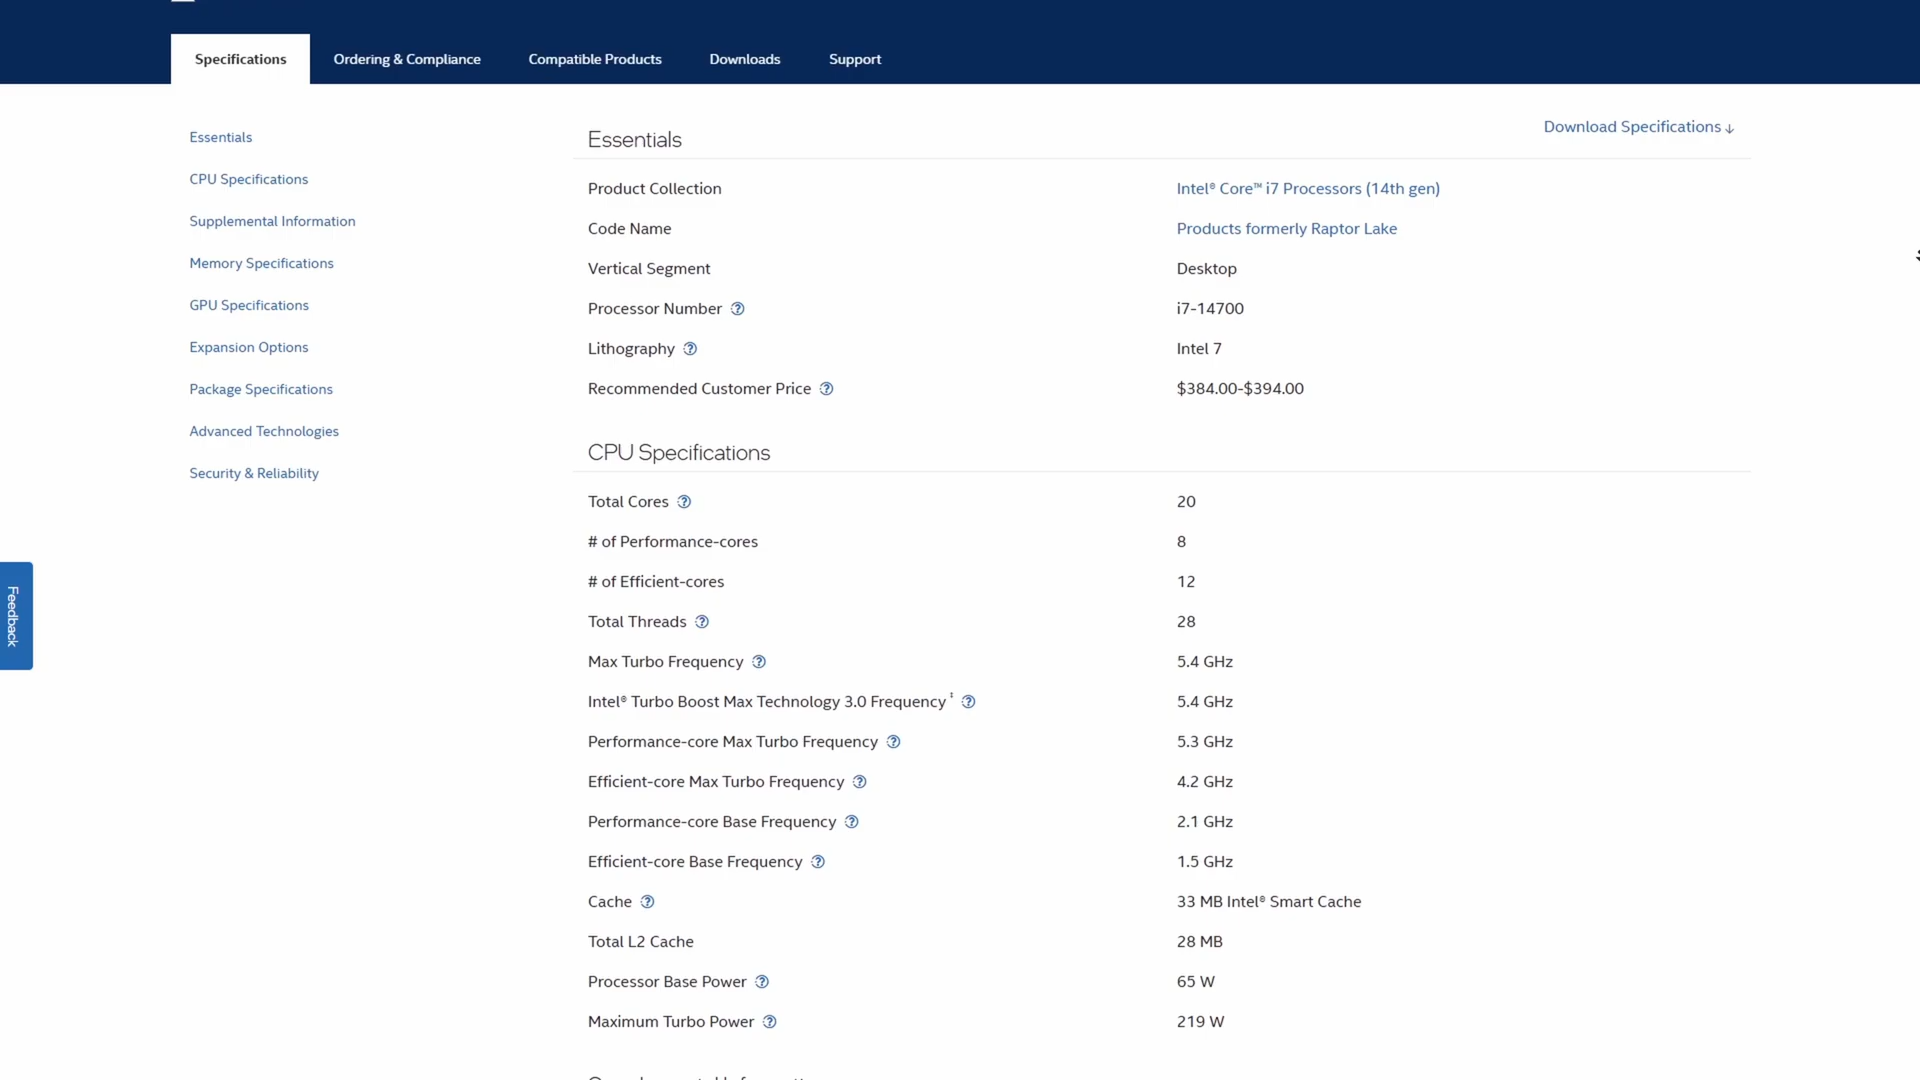 Specifications
Ordering & Compliance
Compatible Products
Downloads
Support
Essentials
CPU Specifications
Supplemental Information
Memory Specifications
GPU Specifications
Expansion Options
Package Specifications
Advanced Technologies
Security & Reliability
Feedback
Download Specifications ↓
Essentials
Product Collection Intel® Core™ i7 Processors (14th gen)
Code Name Products formerly Raptor Lake
Vertical Segment Desktop
Processor Number ? i7-14700
Lithography ? Intel 7
Recommended Customer Price ? $384.00-$394.00
CPU Specifications
Total Cores ? 20
# of Performance-cores 8
# of Efficient-cores 12
Total Threads ? 28
Max Turbo Frequency ? 5.4 GHz
Intel® Turbo Boost Max Technology 3.0 Frequency ‡ ? 5.4 GHz
Performance-core Max Turbo Frequency ? 5.3 GHz
Efficient-core Max Turbo Frequency ? 4.2 GHz
Performance-core Base Frequency ? 2.1 GHz
Efficient-core Base Frequency ? 1.5 GHz
Cache ? 33 MB Intel® Smart Cache
Total L2 Cache 28 MB
Processor Base Power ? 65 W
Maximum Turbo Power ? 219 W